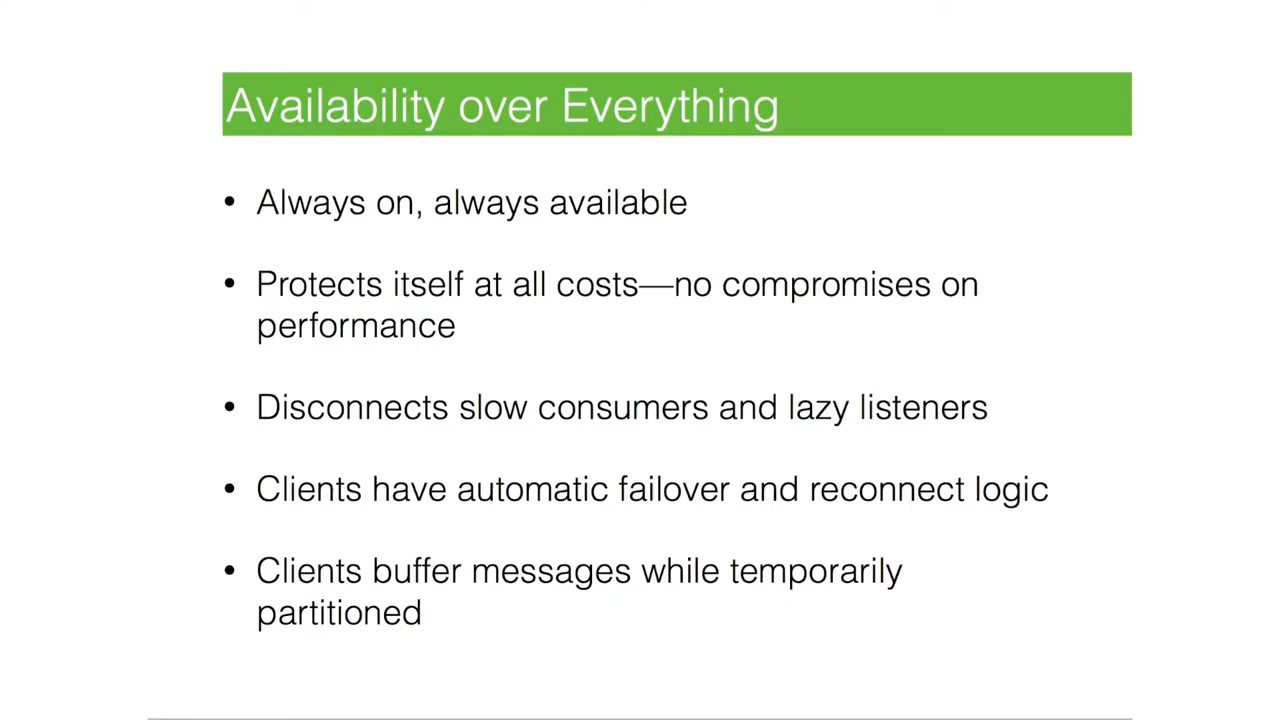 Availability over Everything
• Always on, always available
• Protects itself at all costs—no compromises on
performance
• Disconnects slow consumers and lazy listeners
• Clients have automatic failover and reconnect logic
• Clients buffer messages while temporarily
partitioned